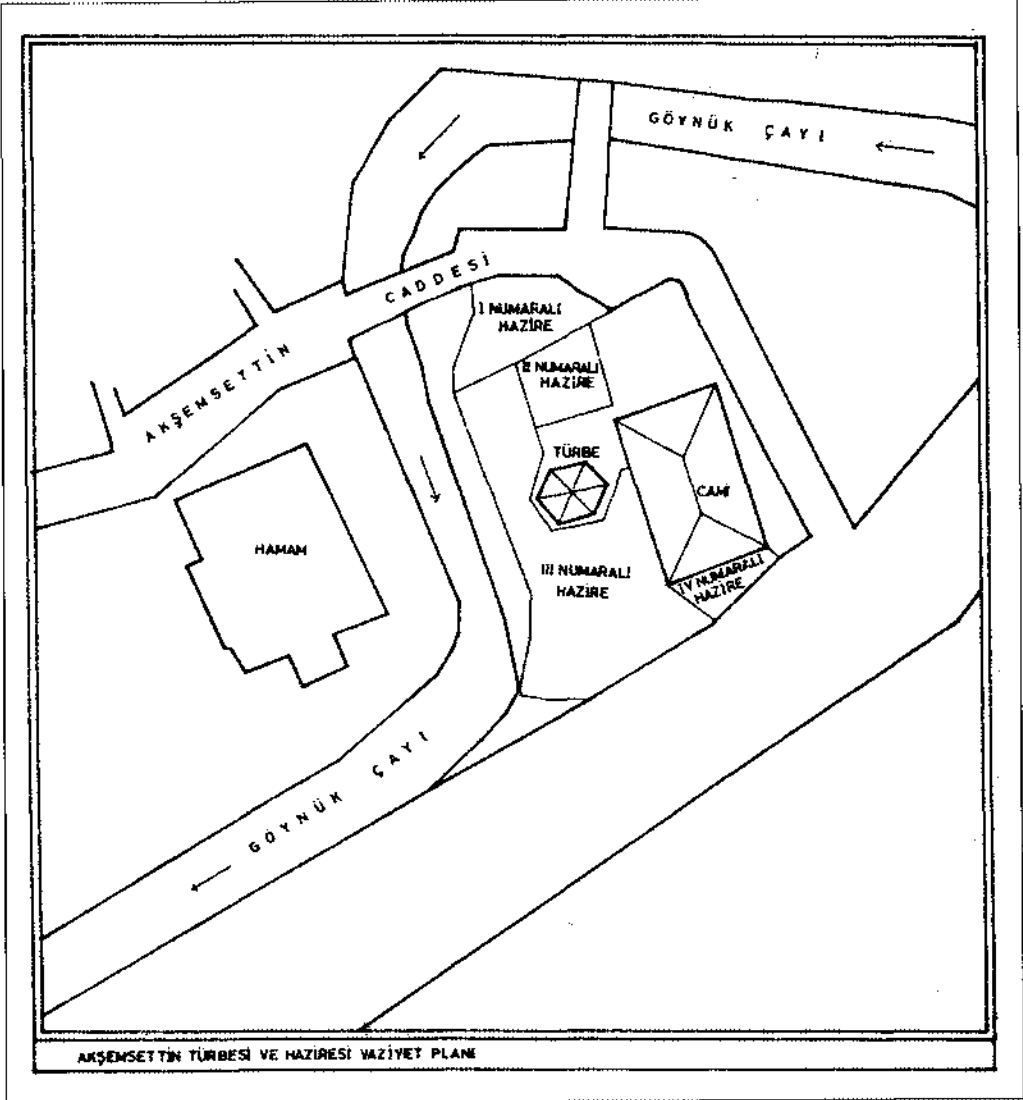 GÖYNÜK ÇAYI
AKŞEMSETTİN CADDESİ
I NUMARALI
HAZİRE
II NUMARALI
HAZİRE
TÜRBE
CAMİ
HAMAM
III NUMARALI
HAZİRE
IV NUMARALI
HAZİRE
GÖYNÜK ÇAYI
AKŞEMSETTİN TÜRBESİ VE HAZİRESİ VAZİYET PLANI